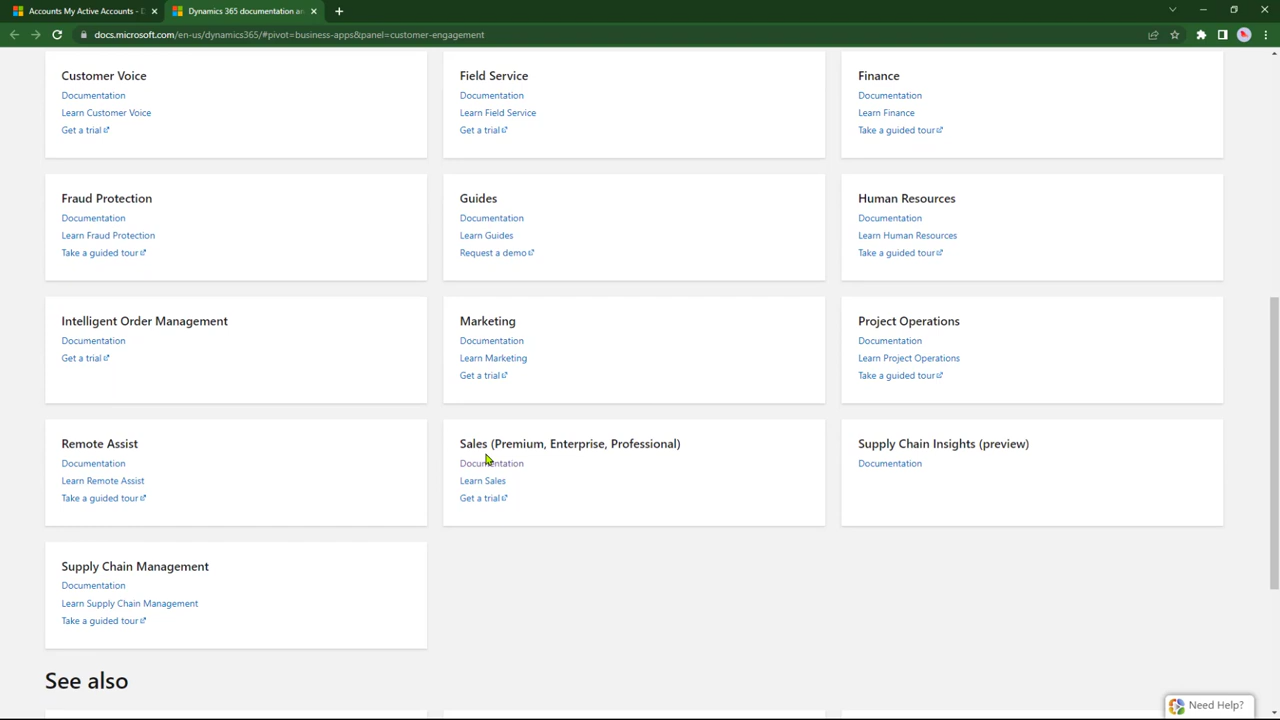 Accounts My Active Accounts - D
Dynamics 365 documentation an
docs.microsoft.com/en-us/dynamics365/#pivot=business-apps&panel=customer-engagement
Customer Voice
Documentation
Learn Customer Voice
Get a trial
Field Service
Documentation
Learn Field Service
Get a trial
Finance
Documentation
Learn Finance
Take a guided tour
Fraud Protection
Documentation
Learn Fraud Protection
Take a guided tour
Guides
Documentation
Learn Guides
Request a demo
Human Resources
Documentation
Learn Human Resources
Take a guided tour
Intelligent Order Management
Documentation
Get a trial
Marketing
Documentation
Learn Marketing
Get a trial
Project Operations
Documentation
Learn Project Operations
Take a guided tour
Remote Assist
Documentation
Learn Remote Assist
Take a guided tour
Sales (Premium, Enterprise, Professional)
Documentation
Learn Sales
Get a trial
Supply Chain Insights (preview)
Documentation
Supply Chain Management
Documentation
Learn Supply Chain Management
Take a guided tour
See also
Need Help?